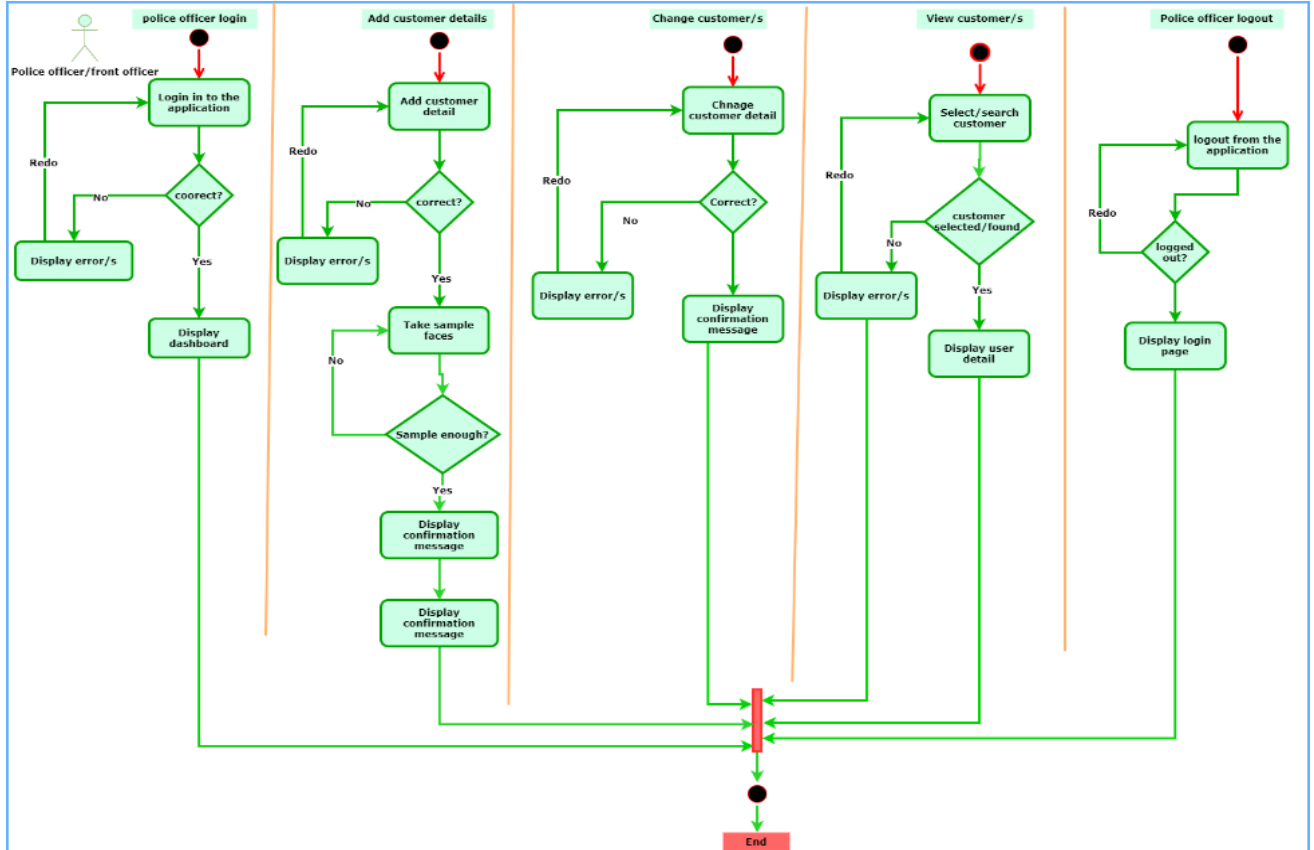 police officer login
Add customer details
Change customer/s
View customer/s
Police officer logout
Police officer/front officer
Login in to the
application
Redo
coorect?
No
Display error/s
Yes
Display
dashboard
Add customer
detail
Redo
correct?
No
Display error/s
Yes
Take sample
faces
No
Sample enough?
Yes
Display
confirmation
message
Display
confirmation
message
Chnage
customer detail
Redo
Correct?
No
Display error/s
Display
confirmation
message
Select/search
customer
Redo
customer
selected/found
No
Display error/s
Yes
Display user
detail
logout from the
application
Redo
logged
out?
Display login
page
End